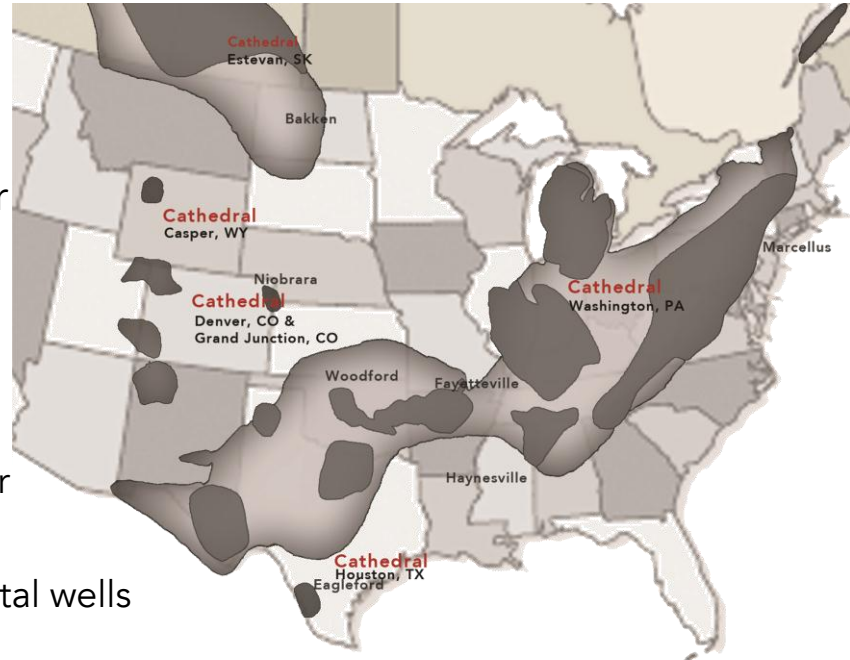 Cathedral
Estevan, SK
Bakken
r
Cathedral
Casper, WY
Marcellus
Niobrara
Cathedral
Washington, PA
Cathedral
Denver, CO &
Grand Junction, CO
Woodford
Fayetteville
Haynesville
r
Cathedral
Houston, TX
Eagleford
tal wells